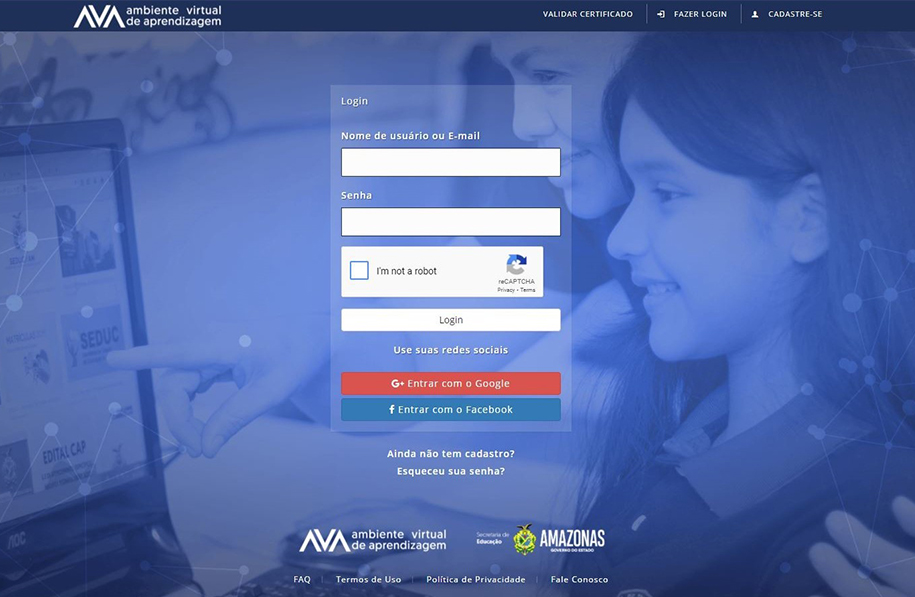 AVA ambiente virtual
de aprendizagem
VALIDAR CERTIFICADO
FAZER LOGIN
CADASTRE-SE
Login
Nome de usuário ou E-mail
Senha
I'm not a robot
reCAPTCHA
Privacy - Terms
Login
Use suas redes sociais
G+ Entrar com o Google
f Entrar com o Facebook
Ainda não tem cadastro?
Esqueceu sua senha?
SEDUC
EDITAL CAP
AOC
AVA ambiente virtual
de aprendizagem
Secretaria de
Educação
AMAZONAS
GOVERNO DO ESTADO
FAQ | Termos de Uso | Política de Privacidade | Fale Conosco